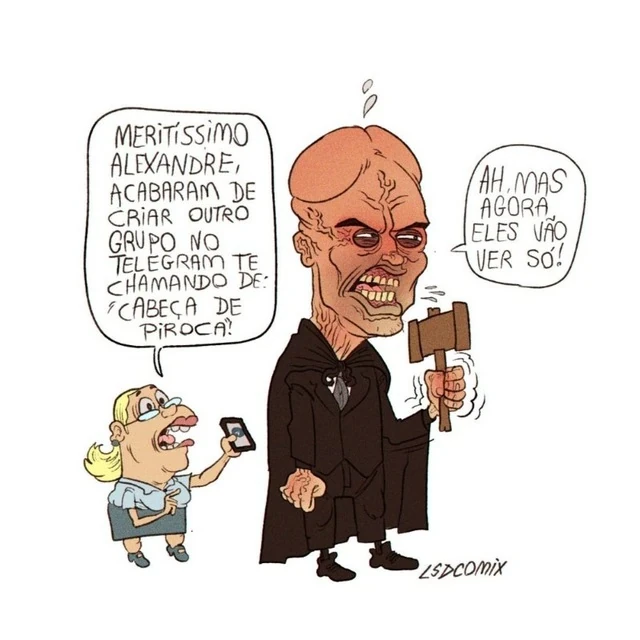 MERITÍSSIMO
ALEXANDRE,
ACABARAM DE
CRIAR OUTRO
GRUPO NO
TELEGRAM TE
CHAMANDO DE:
"CABEÇA DE
PIROCA"!
AH, MAS
AGORA
ELES VÃO
VER SÓ!
LSDCOMIX